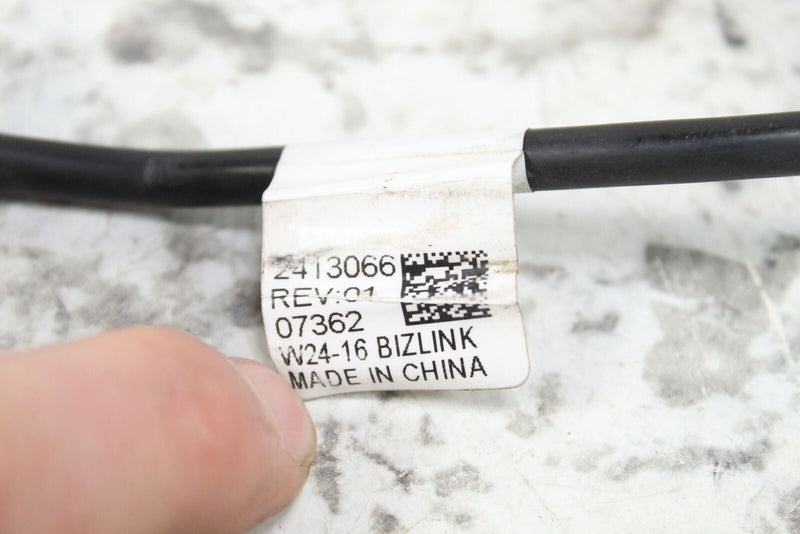 2413066
REV:01
07362
W24-16 BIZLINK
MADE IN CHINA